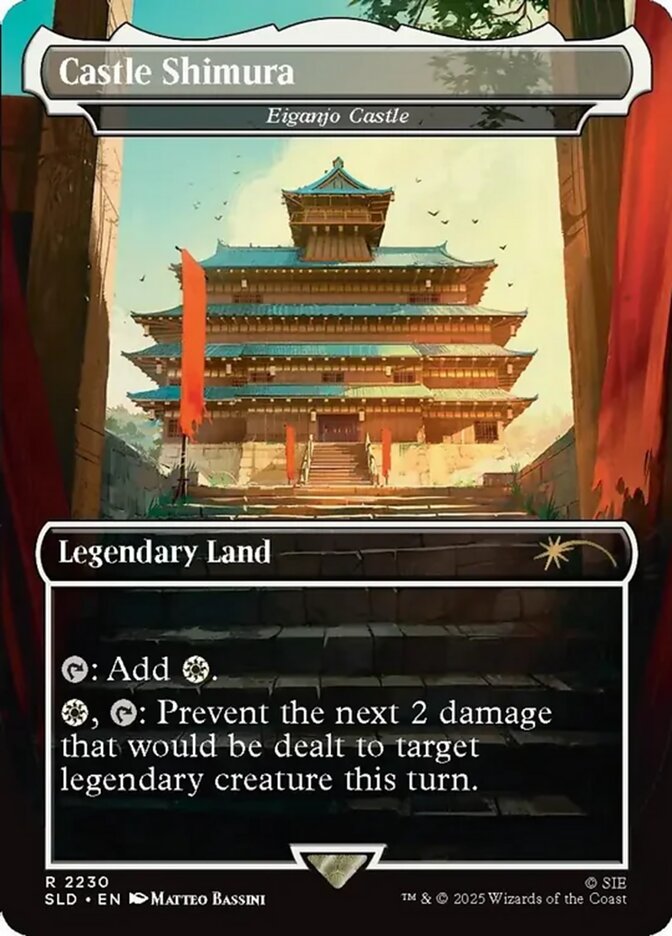 Castle Shimura
Eiganjo Castle
Legendary Land
: Add .
, : Prevent the next 2 damage
that would be dealt to target
legendary creature this turn.
R 2230
© SIE
SLD • EN Matteo Bassini
™ & © 2025 Wizards of the Coast